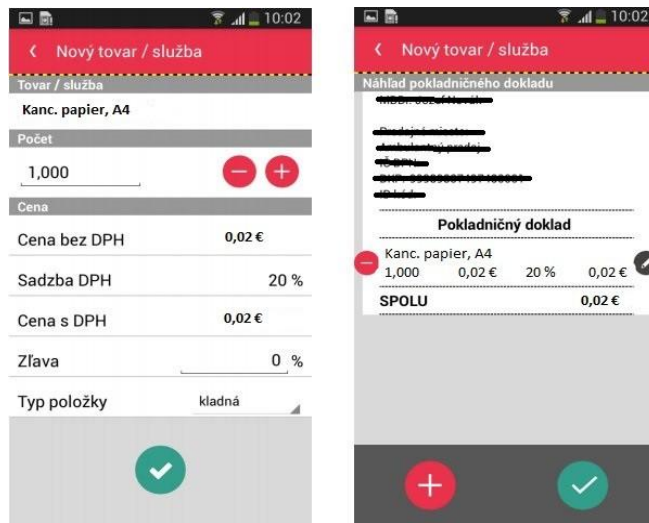 10:02
Nový tovar / služba
Tovar / služba
Kanc. papier, A4
Počet
1,000
Cena
Cena bez DPH 0,02 €
Sadzba DPH 20 %
Cena s DPH 0,02 €
Zľava 0 %
Typ položky kladná
10:02
Nový tovar / služba
Náhľad pokladničného dokladu
Pokladničný doklad
Kanc. papier, A4
1,000 0,02 € 20 % 0,02 €
SPOLU 0,02 €